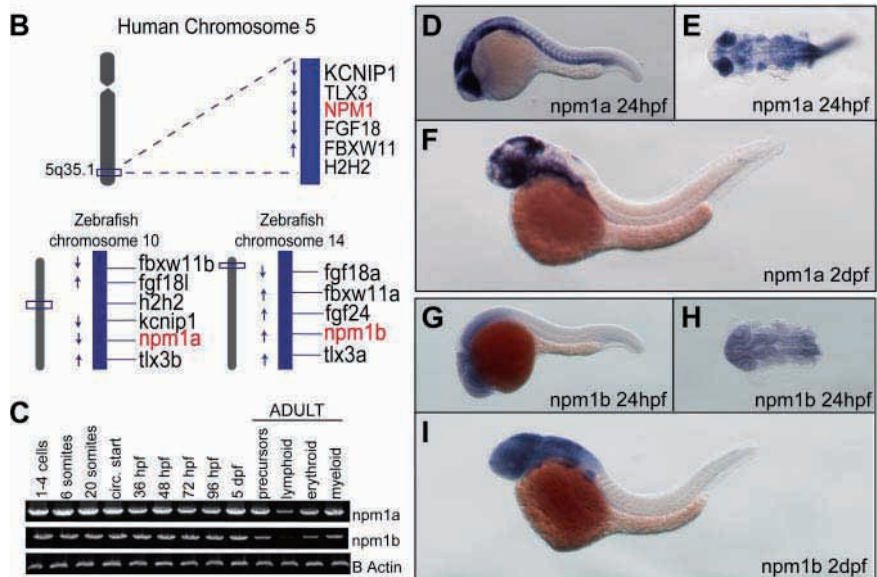 B
Human Chromosome 5
KCNIP1
TLX3
NPM1
FGF18
FBXW11
H2H2
5q35.1
Zebrafish
chromosome 10
fbxw11b
fgf18l
h2h2
kcnip1
npm1a
tlx3b
Zebrafish
chromosome 14
fgf18a
fbxw11a
fgf24
npm1b
tlx3a
C
ADULT
1-4 cells
6 somites
20 somites
circ. start
36 hpf
48 hpf
72 hpf
96 hpf
5 dpf
precursors
lymphoid
erythroid
myeloid
npm1a
npm1b
B Actin
D
npm1a 24hpf
E
npm1a 24hpf
F
npm1a 2dpf
G
npm1b 24hpf
H
npm1b 24hpf
I
npm1b 2dpf